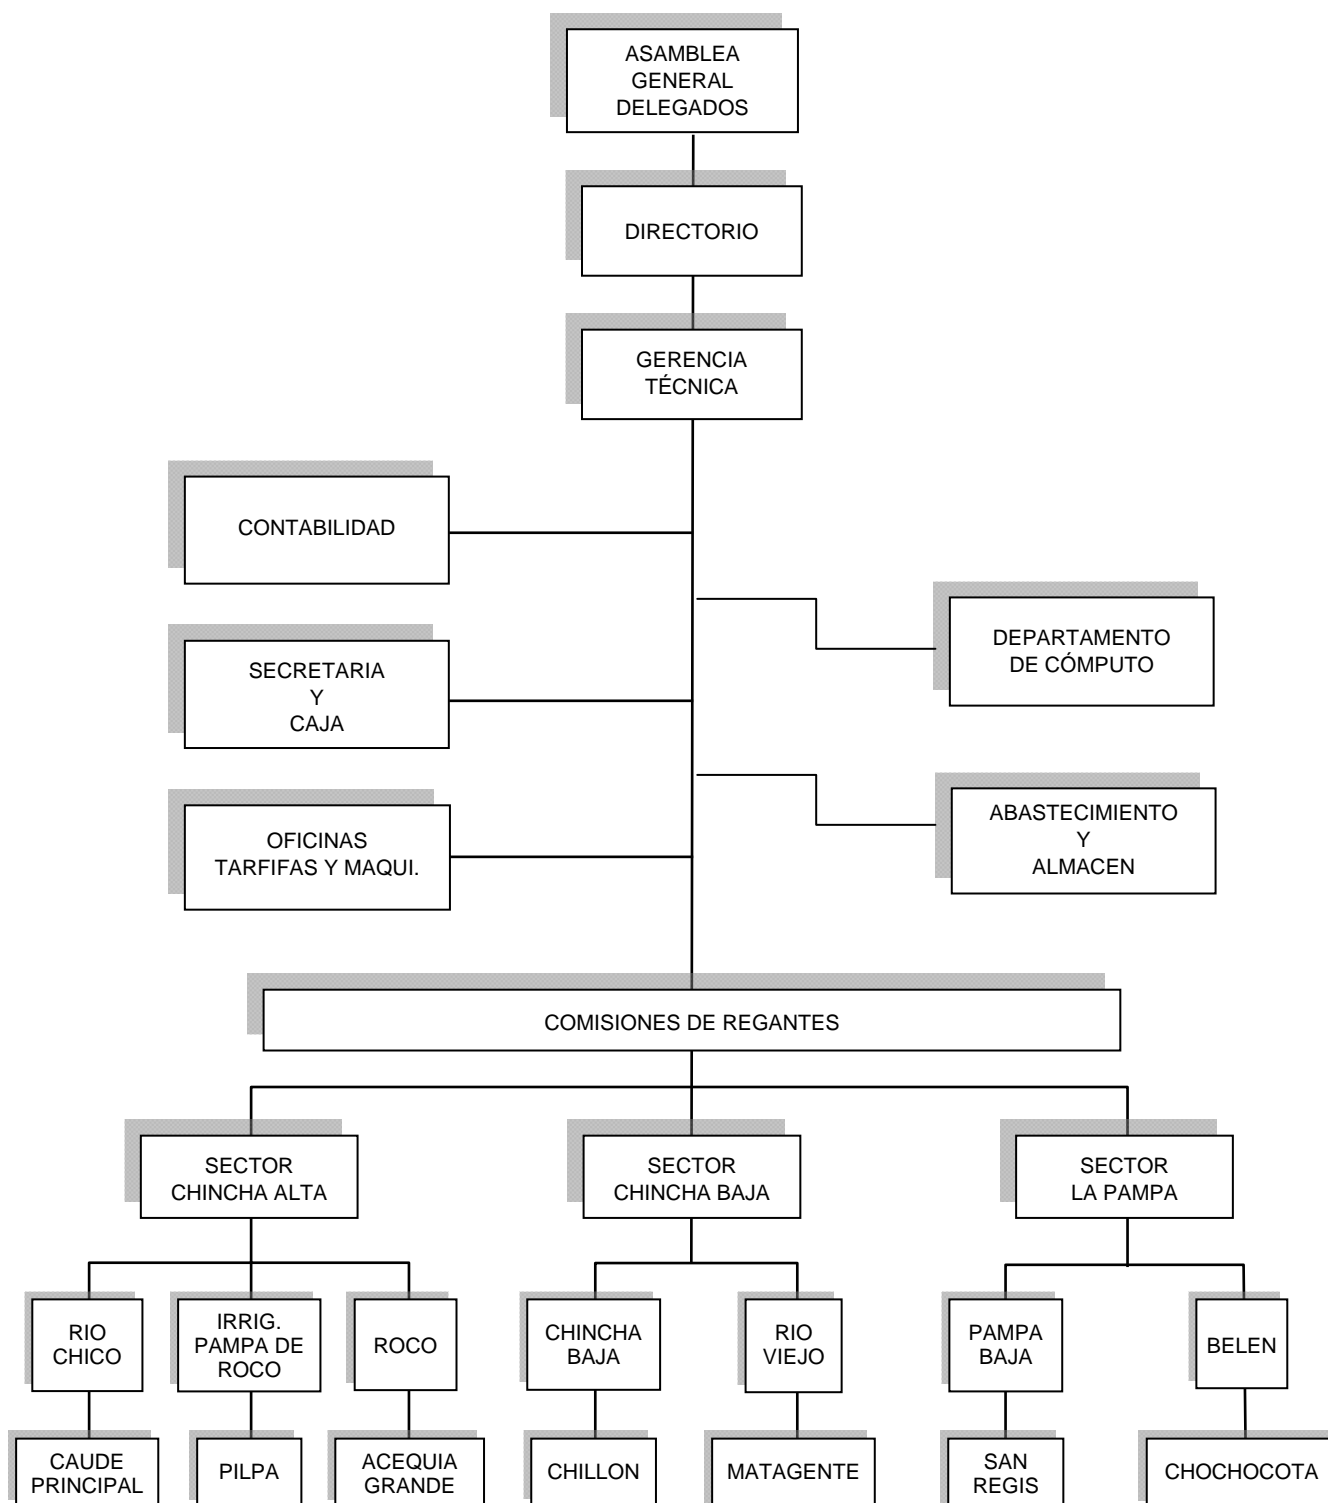 ASAMBLEA
GENERAL
DELEGADOS
DIRECTORIO
GERENCIA
TÉCNICA
CONTABILIDAD
DEPARTAMENTO
DE CÓMPUTO
SECRETARIA
Y
CAJA
ABASTECIMIENTO
Y
ALMACEN
OFICINAS
TARFIFAS Y MAQUI.
COMISIONES DE REGANTES
SECTOR
CHINCHA ALTA
SECTOR
CHINCHA BAJA
SECTOR
LA PAMPA
RIO
CHICO
IRRIG.
PAMPA DE
ROCO
ROCO
CHINCHA
BAJA
RIO
VIEJO
PAMPA
BAJA
BELEN
CAUDE
PRINCIPAL
PILPA
ACEQUIA
GRANDE
CHILLON
MATAGENTE
SAN
REGIS
CHOCHOCOTA